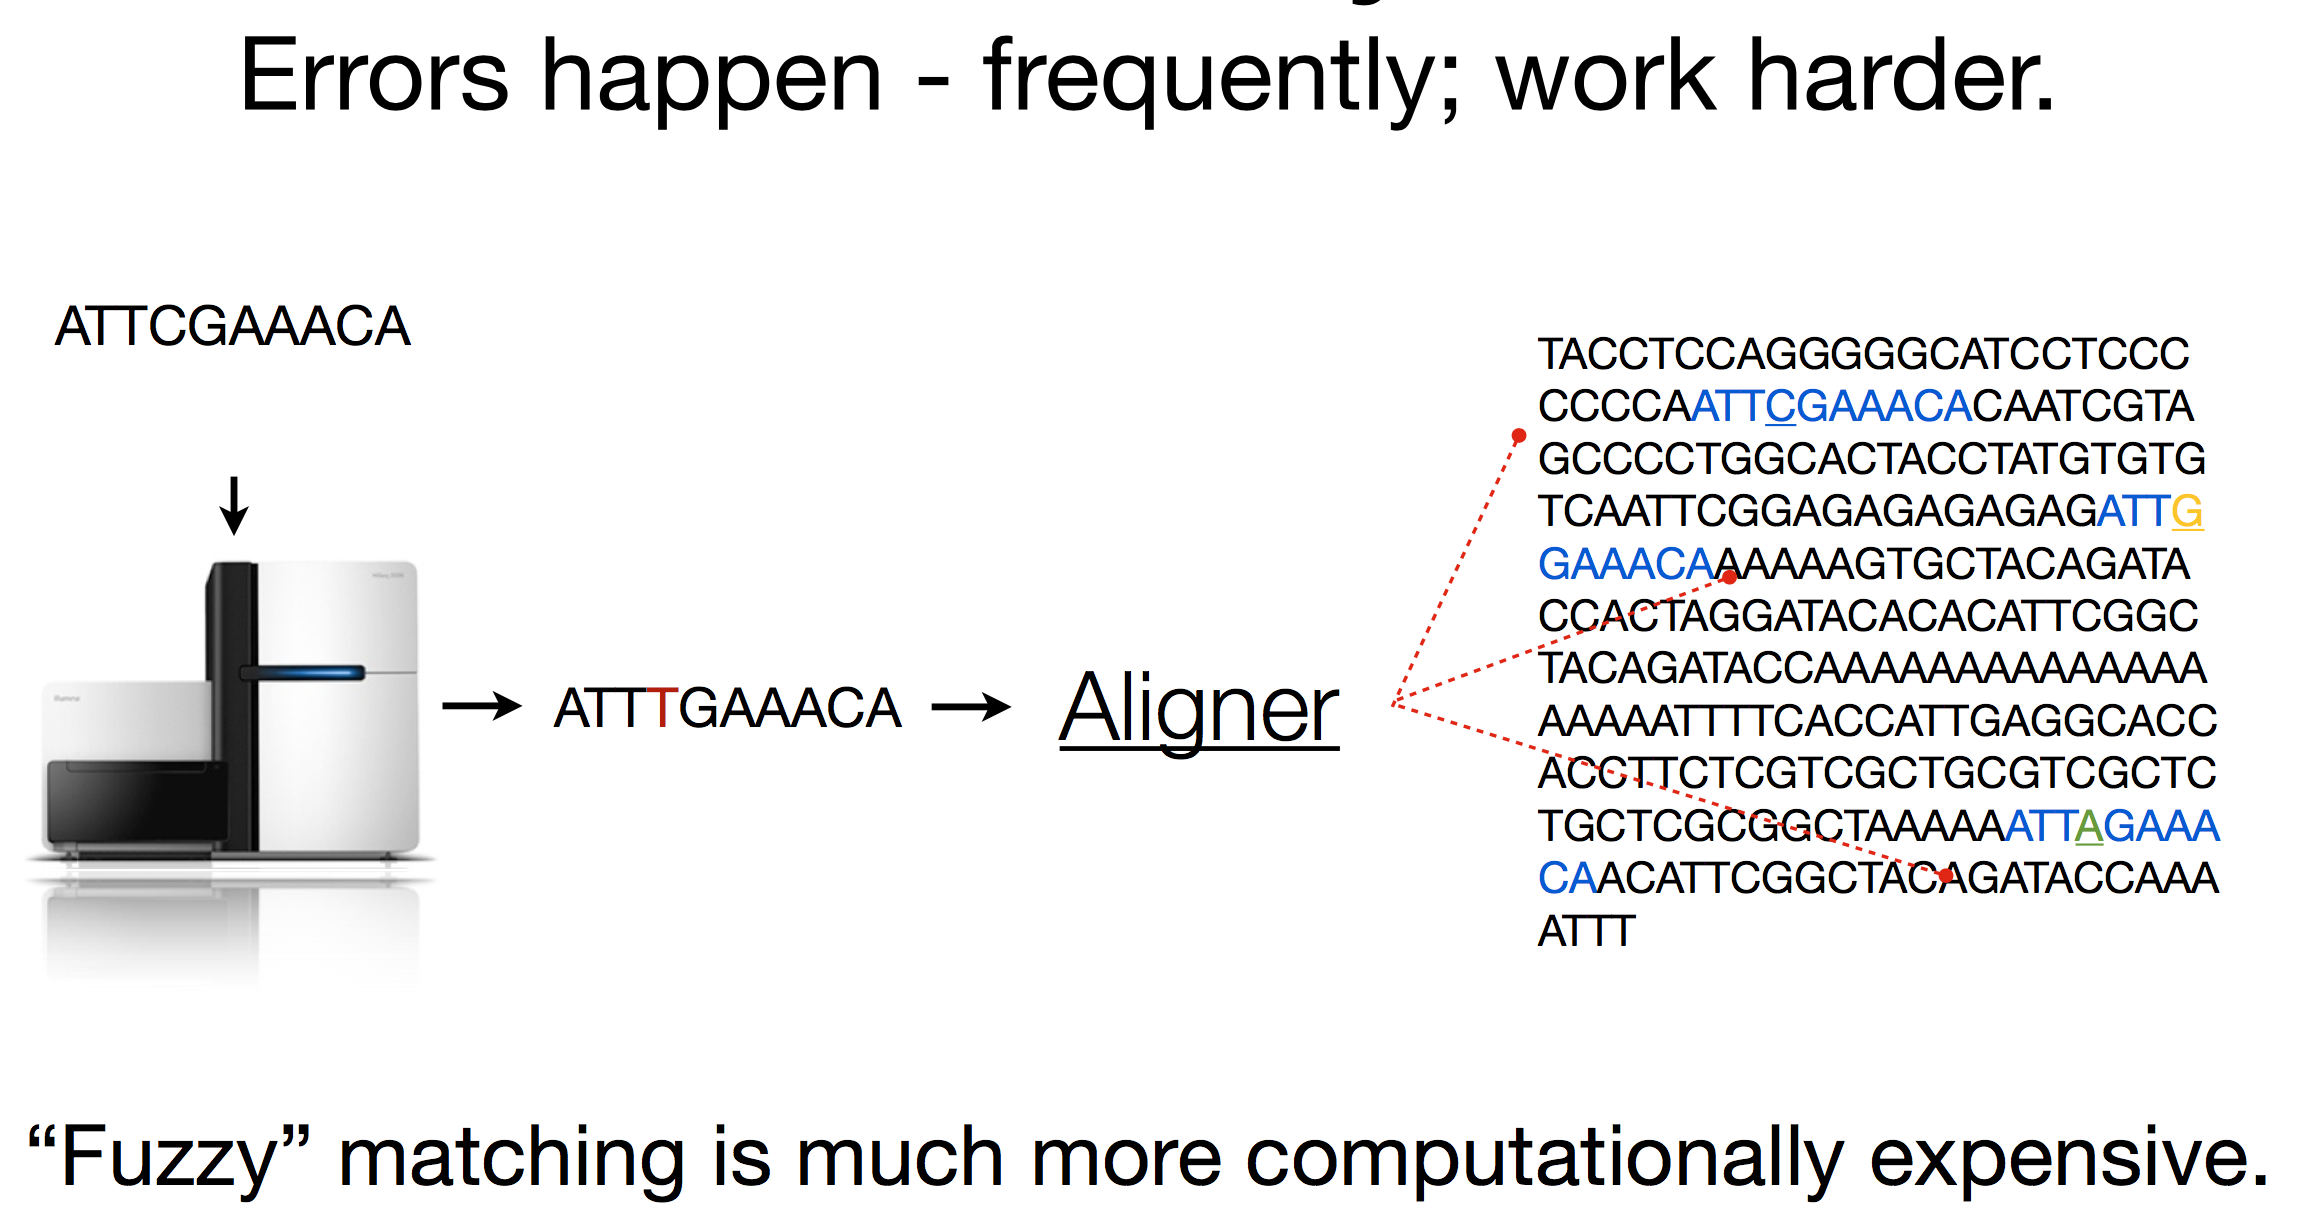 Errors happen - frequently; work harder.
ATTCGAAACA
ATTTGAAACA
Aligner
TACCTCCAGGGGGCATCCTCCC
CCCCAATTCGAAACACAATCGTA
GCCCCTGGCACTACCTATGTGTG
TCAATTCGGAGAGAGAGAGATTG
GAAACAAAAAAGTGCTACAGATA
CCACTAGGATACACACATTCGGC
TACAGATACCAAAAAAAAAAAAAA
AAAAATTTTCACCATTGAGGCACC
ACCTTCTCGTCGCTGCGTCGCTC
TGCTCGCGGCTAAAAAATTAGAAA
CAACATTCGGCTACAGATACCAAA
ATTT
“Fuzzy” matching is much more computationally expensive.